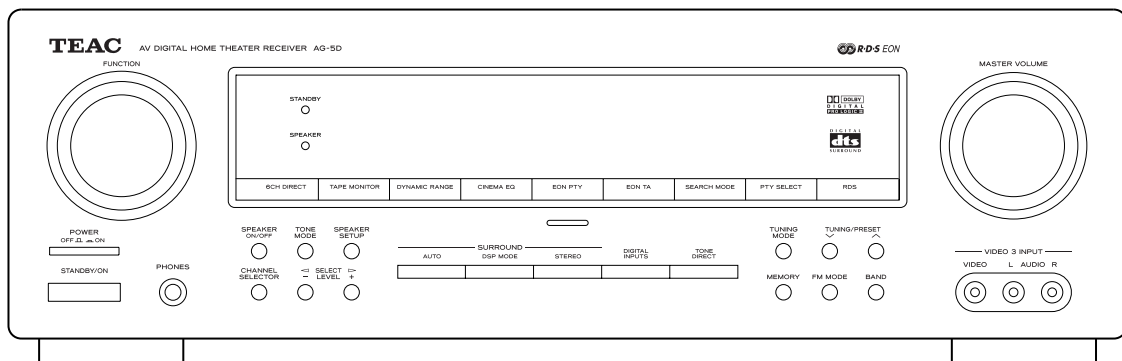 TEAC AV DIGITAL HOME THEATER RECEIVER AG-5D
R·D·S EON
FUNCTION
MASTER VOLUME
STANDBY
SPEAKER
DOLBY
DIGITAL
PRO LOGIC II
DIGITAL
dts
SURROUND
6CH DIRECT TAPE MONITOR DYNAMIC RANGE CINEMA EQ EON PTY EON TA SEARCH MODE PTY SELECT RDS
POWER
OFF ON
STANDBY/ON
PHONES
SPEAKER
ON/OFF
TONE
MODE
SPEAKER
SETUP
CHANNEL
SELECTOR
SELECT
− LEVEL +
SURROUND
AUTO DSP MODE STEREO
DIGITAL
INPUTS
TONE
DIRECT
TUNING
MODE
TUNING/PRESET
MEMORY FM MODE BAND
VIDEO 3 INPUT
VIDEO L AUDIO R